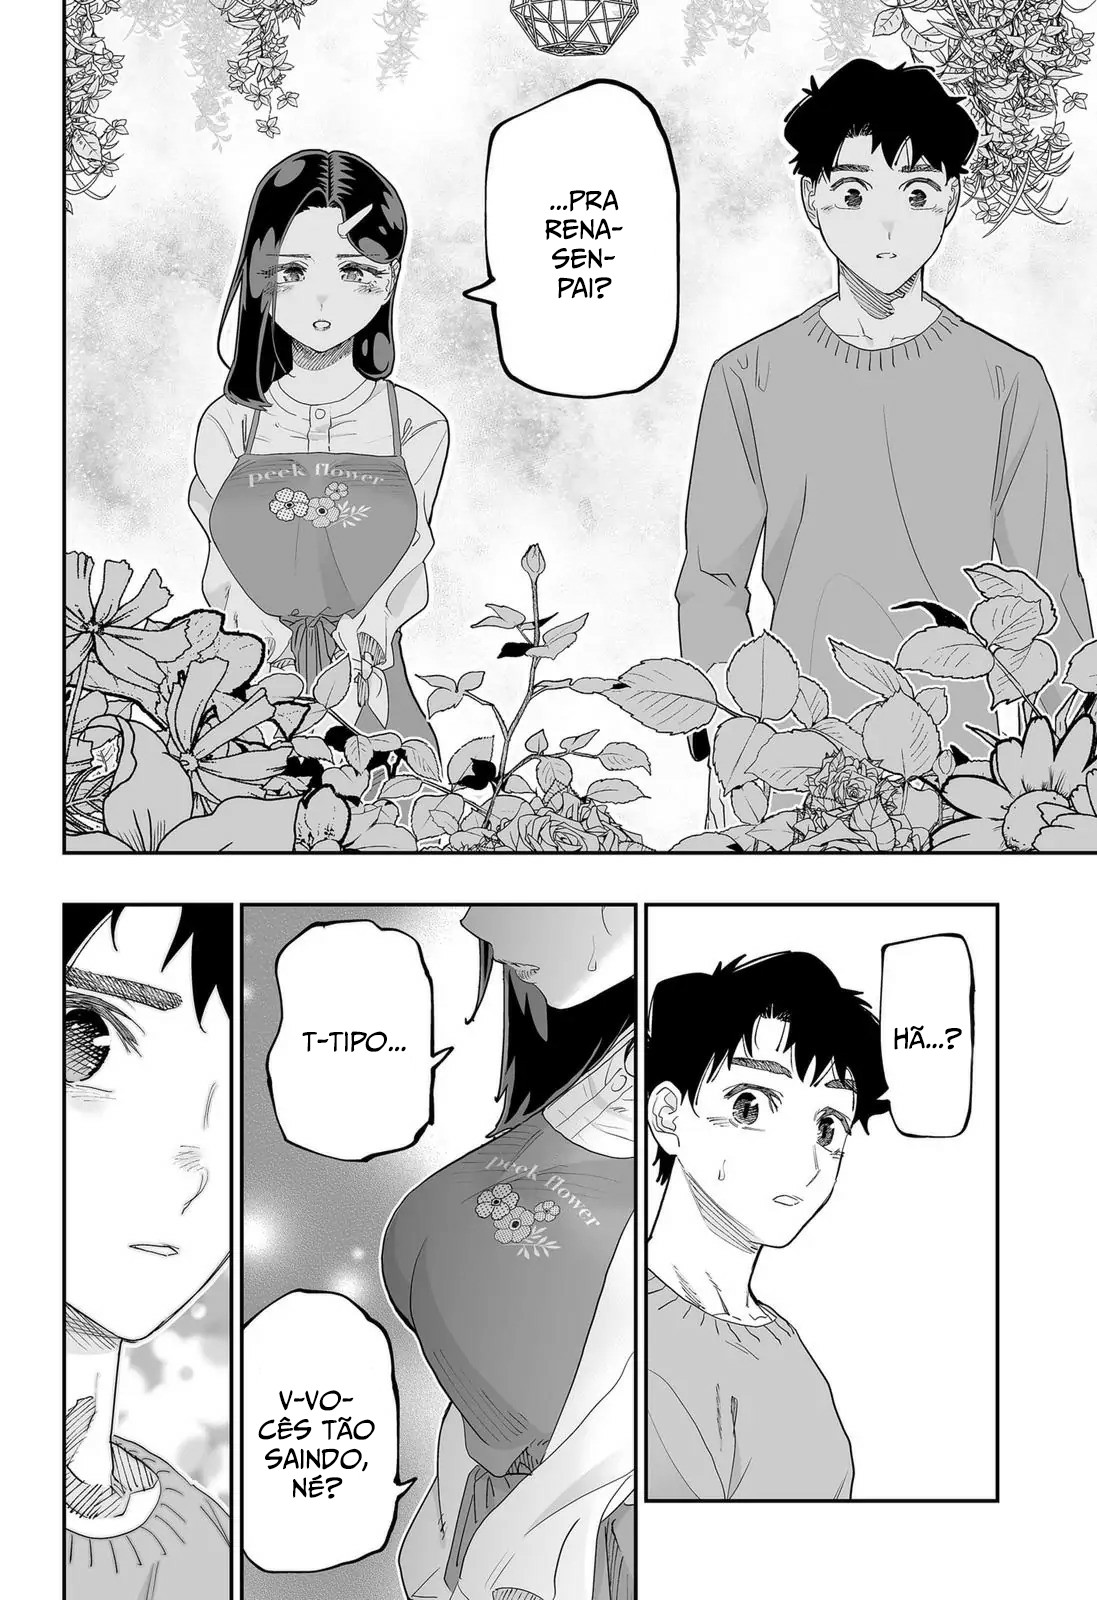 ...PRA
RENA-
SEN-
PAI?
peek flower
HÃ...?
T-TIPO...
peek flower
V-VO-
CÊS TÃO
SAINDO,
NÉ?